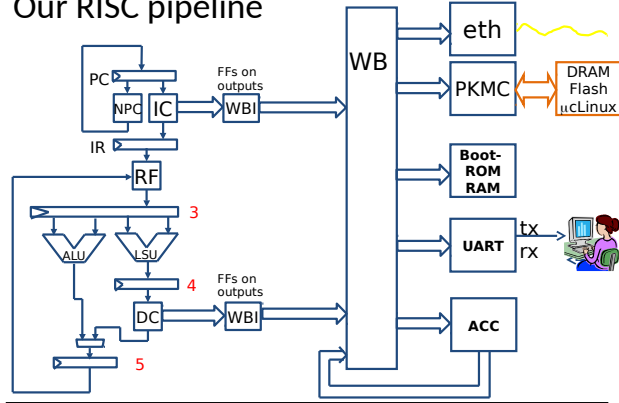 Our RISC pipeline
PC
NPC
IC
FFs on
outputs
WBI
IR
RF
3
ALU
LSU
4
DC
FFs on
outputs
WBI
5
WB
eth
PKMC
DRAM
Flash
μcLinux
Boot-
ROM
RAM
UART
tx
rx
ACC